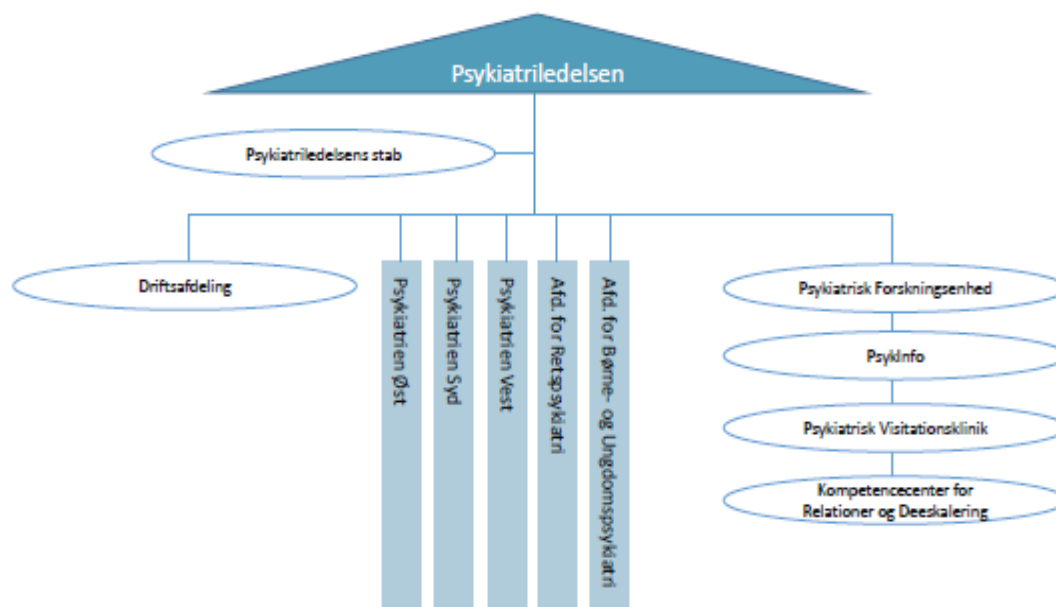 Psykiatriledelsen
Psykiatriledelsens stab
Driftsafdeling
Psykiatrien Øst
Psykiatrien Syd
Psykiatrien Vest
Afd. for Retspsykiatri
Afd. for Børne- og Ungdomspsykiatri
Psykiatrisk Forskningsenhed
PsykInfo
Psykiatrisk Visitationsklinik
Kompetencecenter for
Relationer og Deeskalering